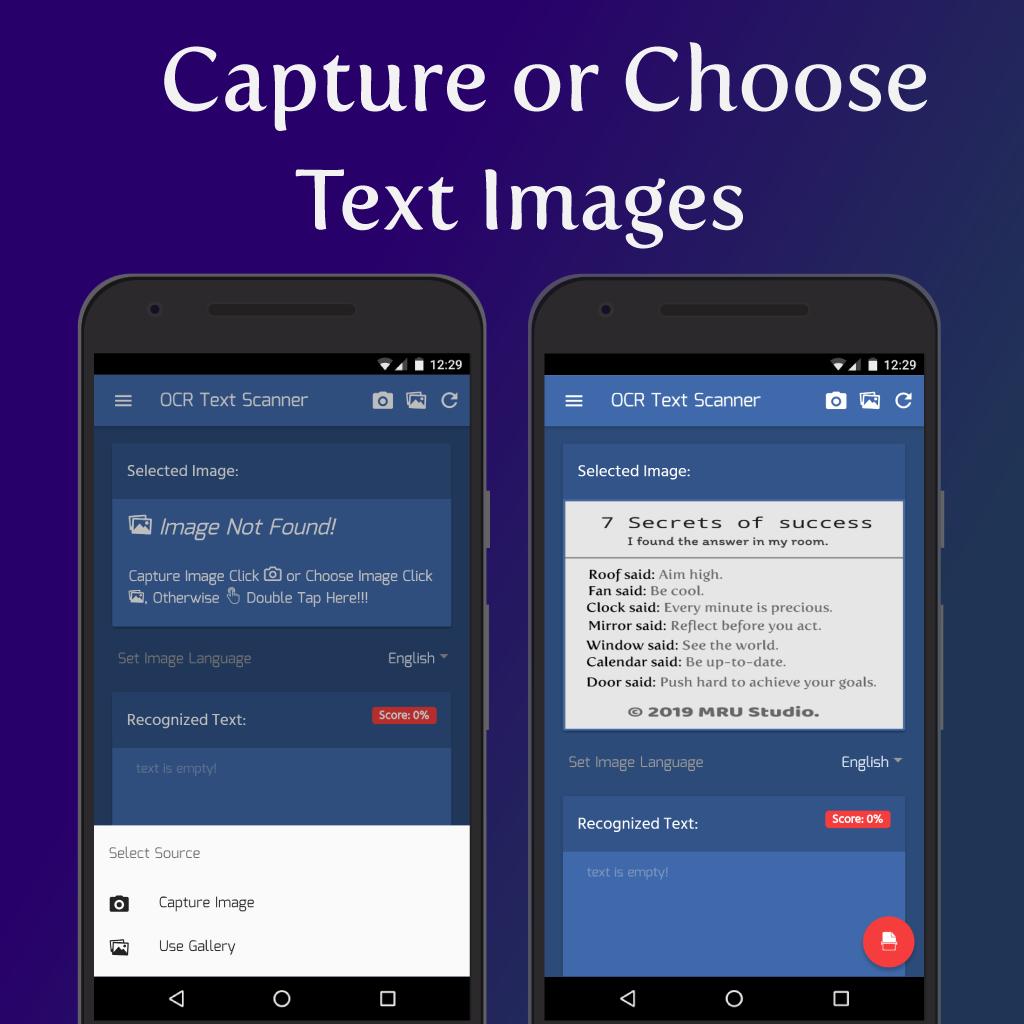 Capture or Choose
Text Images
12:29
OCR Text Scanner
Selected Image:
Image Not Found!
Capture Image Click or Choose Image Click
, Otherwise Double Tap Here!!!
Set Image Language English
Recognized Text: Score: 0%
text is empty!
Select Source
Capture Image
Use Gallery
12:29
OCR Text Scanner
Selected Image:
7 Secrets of success
I found the answer in my room.
Roof said: Aim high.
Fan said: Be cool.
Clock said: Every minute is precious.
Mirror said: Reflect before you act.
Window said: See the world.
Calendar said: Be up-to-date.
Door said: Push hard to achieve your goals.
© 2019 MRU Studio.
Set Image Language English
Recognized Text: Score: 0%
text is empty!